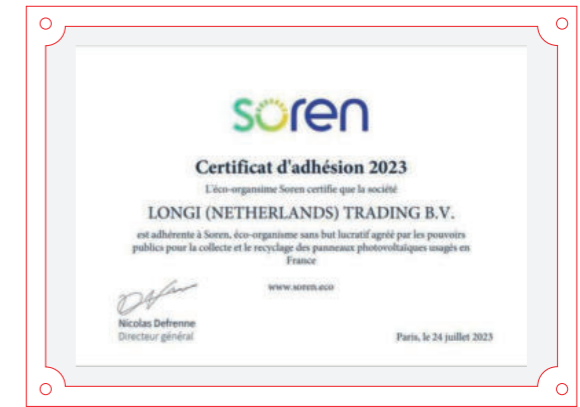 soren
Certificat d'adhésion 2023
L'éco-organsime Soren certifie que la société
LONGI (NETHERLANDS) TRADING B.V.
est adhérente à Soren, éco-organisme sans but lucratif agréé par les pouvoirs
publics pour la collecte et le recyclage des panneaux photovoltaïques usagés en
France
www.soren.eco
Nicolas Defrenne
Directeur général
Paris, le 24 juillet 2023